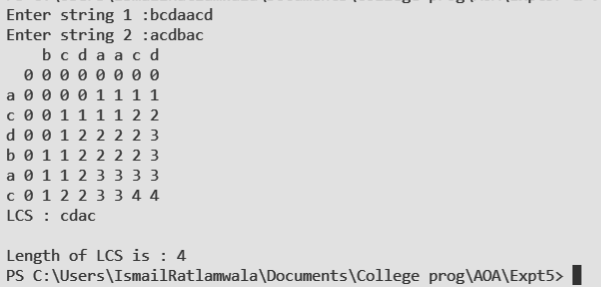 Enter string 1 :bcdaacd
Enter string 2 :acdbac
    b c d a a c d
  0 0 0 0 0 0 0 0
a 0 0 0 0 1 1 1 1
c 0 0 1 1 1 1 2 2
d 0 0 1 2 2 2 2 3
b 0 1 1 2 2 2 2 3
a 0 1 1 2 3 3 3 3
c 0 1 2 2 3 3 4 4
LCS : cdac

Length of LCS is : 4
PS C:\Users\IsmailRatlamwala\Documents\College prog\AOA\Expt5>